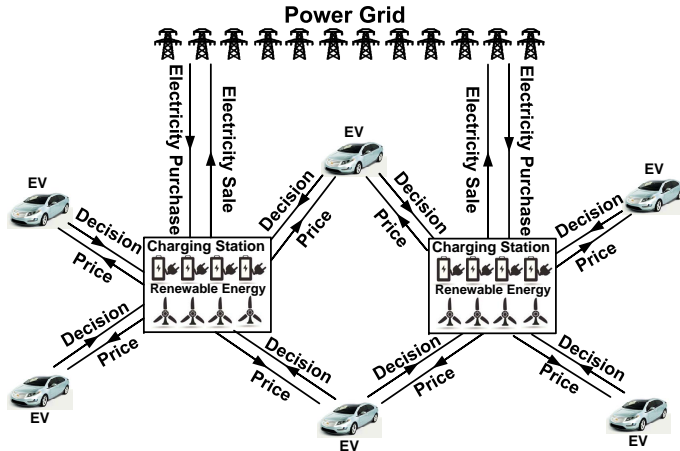 Power Grid
Electricity Purchase
Electricity Sale
Electricity Sale
Electricity Purchase
EV
EV
EV
Decision
Price
Decision
Price
Decision
Price
Decision
Price
Charging Station
Renewable Energy
Charging Station
Renewable Energy
Decision
Price
Decision
Price
Decision
Price
Decision
Price
EV
EV
EV